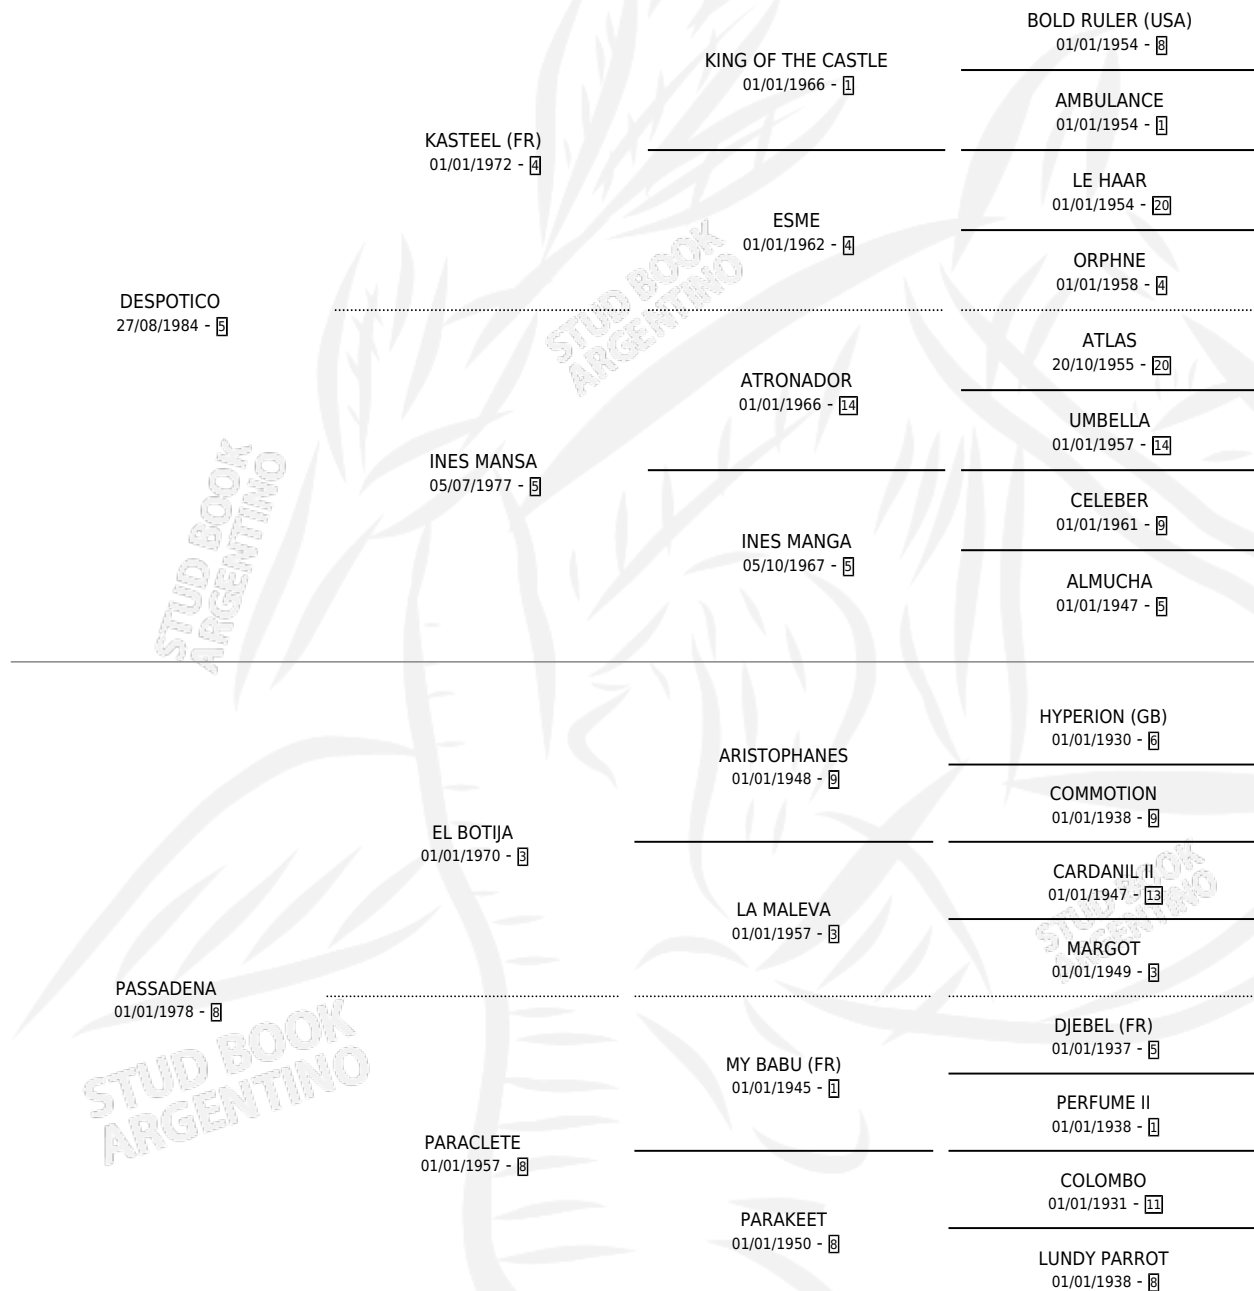 BOLD RULER (USA)
01/01/1954 - 8
KING OF THE CASTLE
01/01/1966 - 1
AMBULANCE
01/01/1954 - 1
KASTEEL (FR)
01/01/1972 - 4
LE HAAR
01/01/1954 - 20
ESME
01/01/1962 - 4
ORPHNE
01/01/1958 - 4
DESPOTICO
27/08/1984 - 5
ATLAS
20/10/1955 - 20
ATRONADOR
01/01/1966 - 14
UMBELLA
01/01/1957 - 14
INES MANSA
05/07/1977 - 5
CELEBER
01/01/1961 - 9
INES MANGA
05/10/1967 - 5
ALMUCHA
01/01/1947 - 5
STUD BOOK
ARGENTINO
STUD BOOK
ARGENTINO
HYPERION (GB)
01/01/1930 - 6
ARISTOPHANES
01/01/1948 - 9
COMMOTION
01/01/1938 - 9
EL BOTIJA
01/01/1970 - 3
CARDANIL II
01/01/1947 - 13
LA MALEVA
01/01/1957 - 3
MARGOT
01/01/1949 - 3
STUD BOOK
ARGENTINO
PASSADENA
01/01/1978 - 8
DJEBEL (FR)
01/01/1937 - 5
MY BABU (FR)
01/01/1945 - 1
PERFUME II
01/01/1938 - 1
STUD BOOK
ARGENTINO
PARACLETE
01/01/1957 - 8
COLOMBO
01/01/1931 - 11
PARAKEET
01/01/1950 - 8
LUNDY PARROT
01/01/1938 - 8